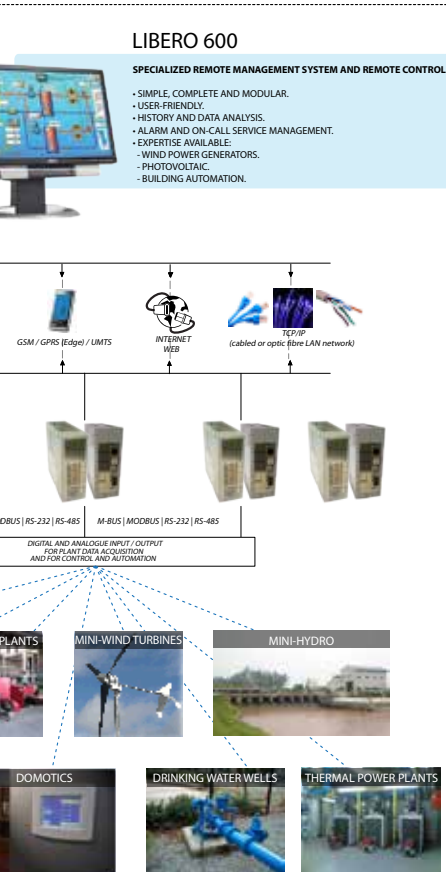 LIBERO 600
SPECIALIZED REMOTE MANAGEMENT SYSTEM AND REMOTE CONTROL
• SIMPLE, COMPLETE AND MODULAR.
• USER-FRIENDLY.
• HISTORY AND DATA ANALYSIS.
• ALARM AND ON-CALL SERVICE MANAGEMENT.
• EXPERTISE AVAILABLE:
- WIND POWER GENERATORS.
- PHOTOVOLTAIC.
- BUILDING AUTOMATION.
GSM / GPRS (Edge) / UMTS
INTERNET
WEB
TCP/IP
(cabled or optic fibre LAN network)
DBUS | RS-232 | RS-485
M-BUS | MODBUS | RS-232 | RS-485
DIGITAL AND ANALOGUE INPUT / OUTPUT
FOR PLANT DATA ACQUISITION
AND FOR CONTROL AND AUTOMATION
PLANTS
MINI-WIND TURBINES
MINI-HYDRO
DOMOTICS
DRINKING WATER WELLS
THERMAL POWER PLANTS